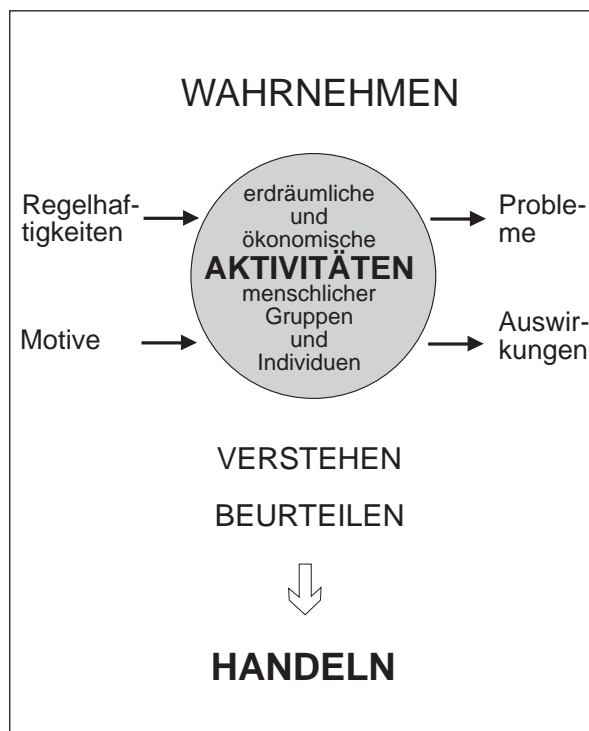 WAHRNEHMEN
Regelhaf-
tigkeiten
Motive
erdräumliche
und
ökonomische
AKTIVITÄTEN
menschlicher
Gruppen
und
Individuen
Proble-
me
Auswir-
kungen
VERSTEHEN
BEURTEILEN
HANDELN